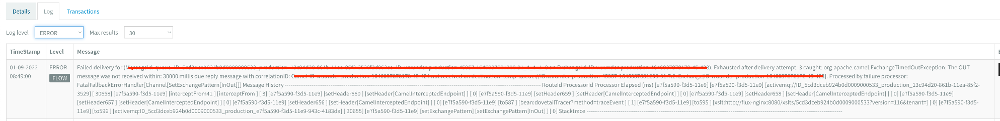 Details Log Transactions
Log level ERROR Max results 30
TimeStamp Level Message
01-09-2022 ERROR Failed delivery for ( ). Exhausted after delivery attempt: 3 caught: org.apache.camel.ExchangeTimedOutException: The OUT
08:49:00 FLOW message was not received within: 30000 millis due reply message with correlationID: ]. Processed by failure processor:
FatalFallbackErrorHandler[Channel[SetExchangePattern[InOut]]] Message History --------------------------------------------------------------------------------------------------------------------------------------- RouteId ProcessorId Processor Elapsed (ms) [e7f5a590-f3d5-11e9] [e7f5a590-f3d5-11e9] [activemq://ID_5cd3dceb924b0d0009000533_production_13c94d20-861b-11ea-85f2-
3529] [ 30658] [e7f5a590-f3d5-11e9] [interceptFrom41 ] [interceptFrom ] [ 3] [e7f5a590-f3d5-11e9] [setHeader660 ] [setHeader[CamelInterceptedEndpoint] ] [ 0] [e7f5a590-f3d5-11e9] [setHeader659 ] [setHeader[CamelInterceptedEndpoint] ] [ 0] [e7f5a590-f3d5-11e9] [setHeader658 ] [setHeader[CamelInterceptedEndpoint] ] [ 0] [e7f5a590-f3d5-11e9]
[setHeader657 ] [setHeader[CamelInterceptedEndpoint] ] [ 0] [e7f5a590-f3d5-11e9] [setHeader656 ] [setHeader[CamelInterceptedEndpoint] ] [ 0] [e7f5a590-f3d5-11e9] [to587 ] [bean:dovetailTracer?method=traceEvent ] [ 1] [e7f5a590-f3d5-11e9] [to595 ] [xslt:http://flux-nginx:8080/xslts/5cd3dceb924b0d0009000533?version=116&tenant=] [ 0] [e7f5a590-f3d5-
11e9] [to596 ] [activemq:ID_5cd3dceb924b0d0009000533_production_e7f5a590-f3d5-11e9-943c-4183da] [ 30655] [e7f5a590-f3d5-11e9] [setExchangePattern] [setExchangePattern[InOut] ] [ 0] Stacktrace ---------------------------------------------------------------------------------------------------------------------------------------